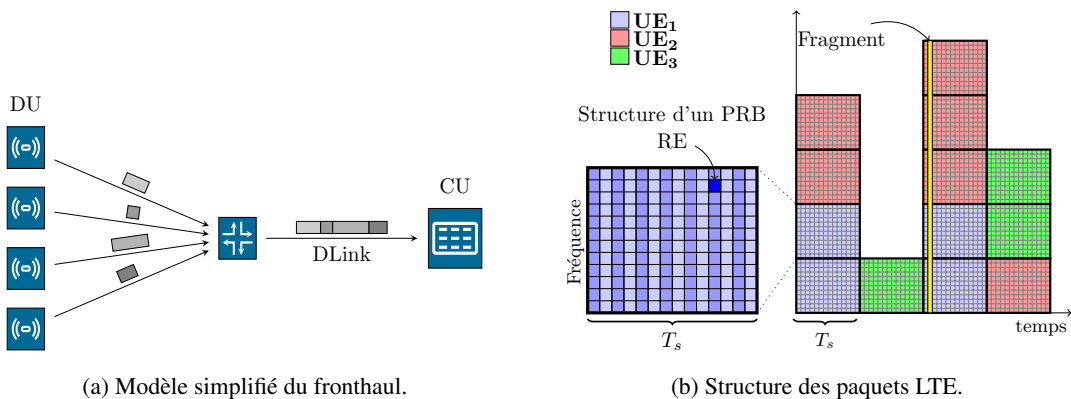 DU
CU
DLink
(a) Modèle simplifié du fronthaul.
UE₁
UE₂
UE₃
Fragment
Structure d'un PRB
RE
Fréquence
Tₛ
Tₛ
temps
(b) Structure des paquets LTE.